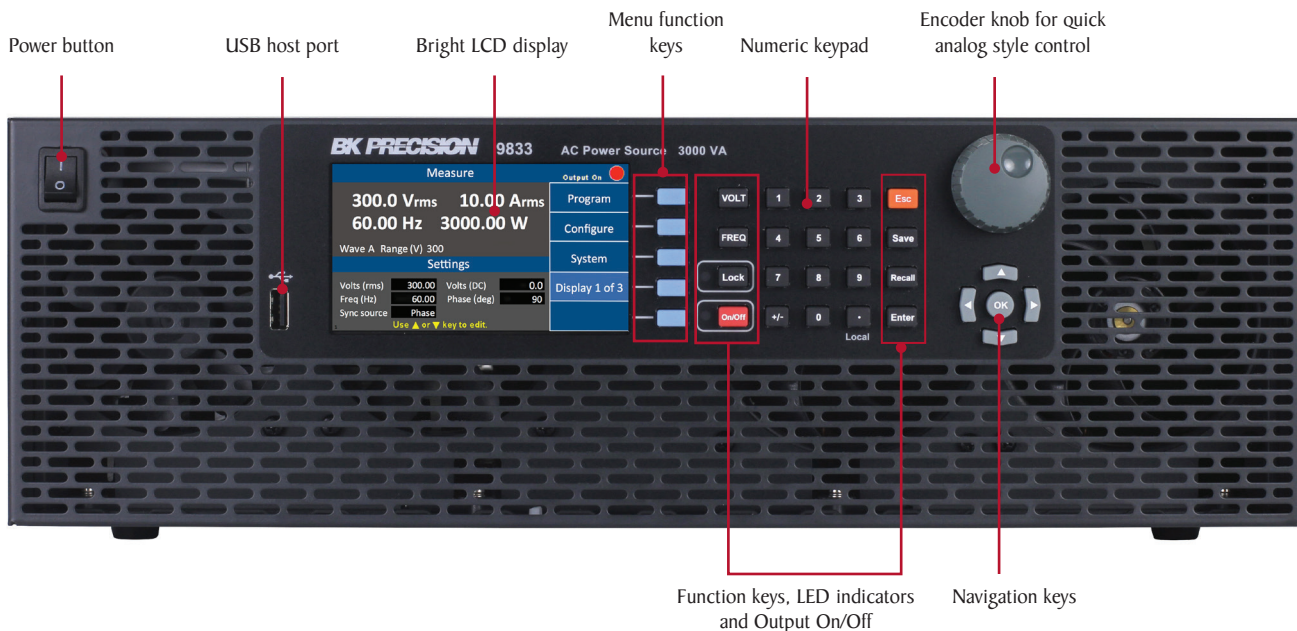 Menu function
keys
Encoder knob for quick
analog style control
Power button
USB host port
Bright LCD display
Numeric keypad
BK PRECISION 9833 AC Power Source 3000 VA
Measure
Output On
300.0 Vrms 10.00 Arms
60.00 Hz 3000.00 W
Wave A Range (V) 300
Settings
Volts (rms) 300.00 Volts (DC) 0.0
Freq (Hz) 60.00 Phase (deg) 90
Sync source Phase
Use ▲ or ▼ key to edit.
1
Program
Configure
System
Display 1 of 3
VOLT 1 2 3 Esc
FREQ 4 5 6 Save
Lock 7 8 9 Recall
On/Off +/- 0 . Enter
Local
OK
I
O
Function keys, LED indicators
and Output On/Off
Navigation keys